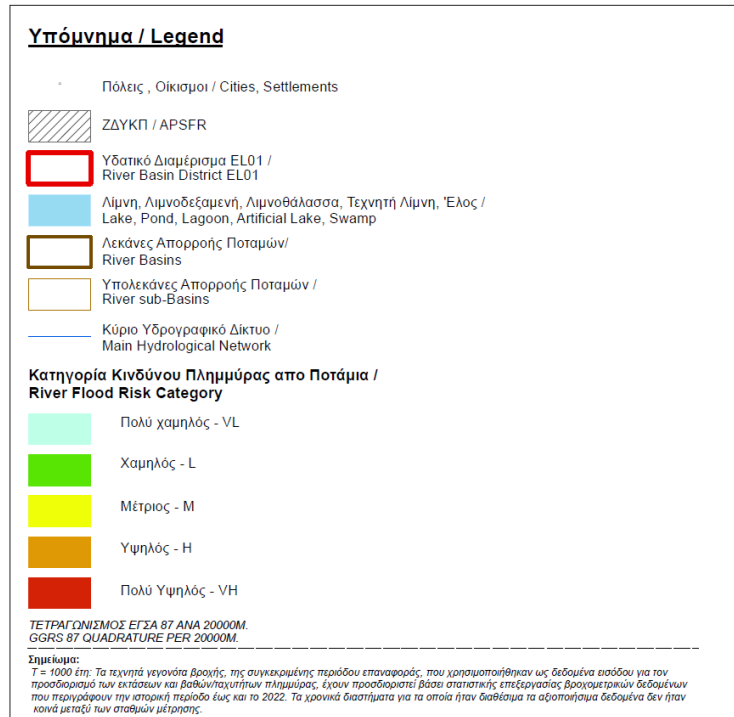 Υπόμνημα / Legend
Πόλεις , Οίκισμοι / Cities, Settlements
ΖΔΥΚΠ / APSFR
Υδατικό Διαμέρισμα EL01 /
River Basin District EL01
Λίμνη, Λιμνοδεξαμενή, Λιμνοθάλασσα, Τεχνητή Λίμνη, 'Ελος /
Lake, Pond, Lagoon, Artificial Lake, Swamp
Λεκάνες Απορροής Ποταμών/
River Basins
Υπολεκάνες Απορροής Ποταμών /
River sub-Basins
Κύριο Υδρογραφικό Δίκτυο /
Main Hydrological Network
Κατηγορία Κινδύνου Πλημμύρας απο Ποτάμια /
River Flood Risk Category
Πολύ χαμηλός - VL
Χαμηλός - L
Μέτριος - M
Υψηλός - H
Πολύ Υψηλός - VH
ΤΕΤΡΑΓΩΝΙΣΜΟΣ ΕΓΣΑ 87 ΑΝΑ 20000Μ.
GGRS 87 QUADRATURE PER 20000M.
Σημείωμα:
T = 1000 έτη: Τα τεχνητά γεγονότα βροχής, της συγκεκριμένης περιόδου επαναφοράς, που χρησιμοποιήθηκαν ως δεδομένα εισόδου για τον
προσδιορισμό των εκτάσεων και βαθών/ταχυτήτων πλημμύρας, έχουν προσδιοριστεί βάσει στατιστικής επεξεργασίας βροχομετρικών δεδομένων
που περιγράφουν την ιστορική περίοδο έως και το 2022. Τα χρονικά διαστήματα για τα οποία ήταν διαθέσιμα τα αξιοποιήσιμα δεδομένα δεν ήταν
κοινά μεταξύ των σταθμών μέτρησης.